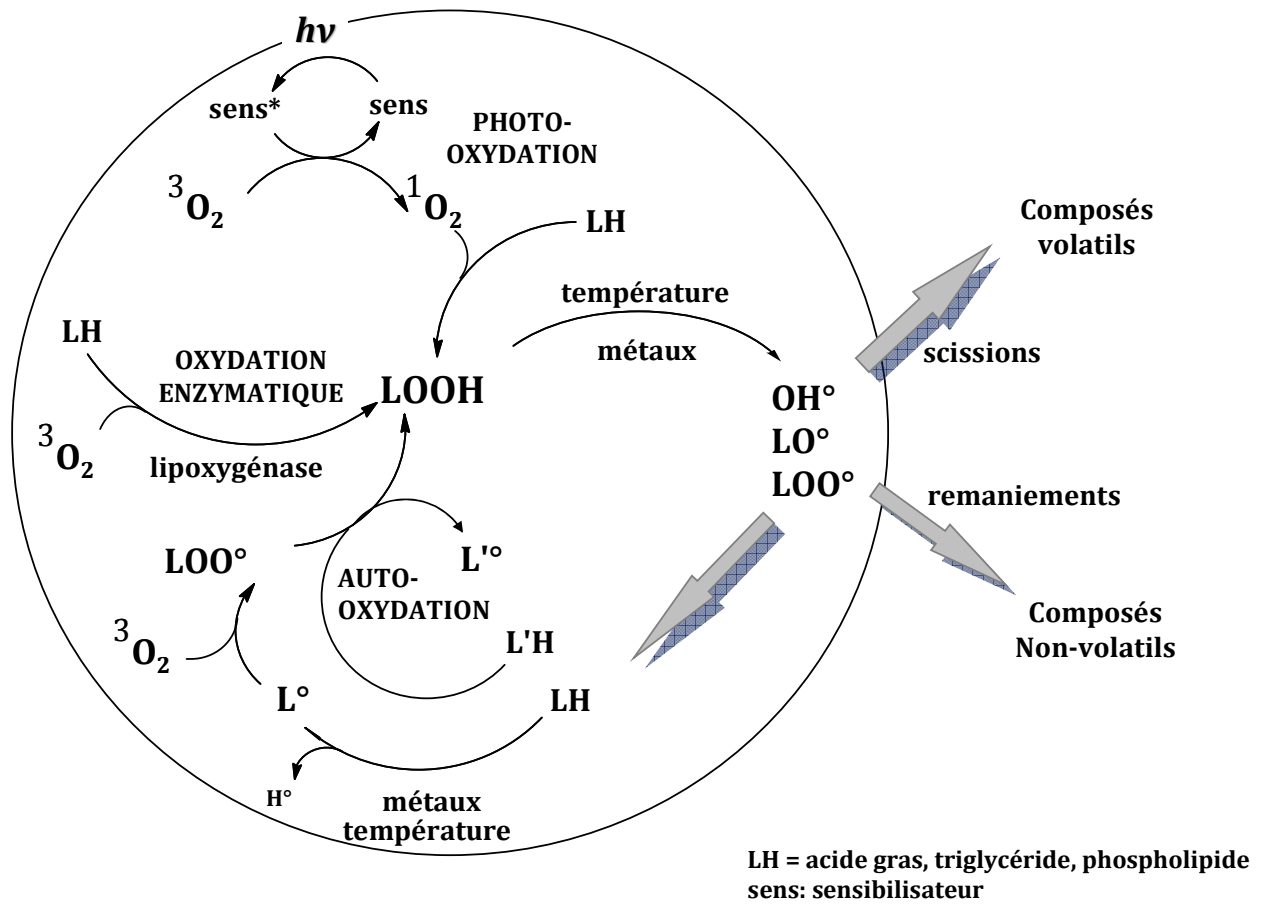 hν
sens*
sens
PHOTO-
OXYDATION
³O₂
¹O₂
LH
Composés
volatils
température
métaux
scissions
LH
OXYDATION
ENZYMATIQUE
LOOH
³O₂
lipoxygénase
OH°
LO°
LOO°
remaniements
Composés
Non-volatils
LOO°
L'°
AUTO-
OXYDATION
³O₂
L'H
L°
LH
H°
métaux
température
LH = acide gras, triglycéride, phospholipide
sens: sensibilisateur